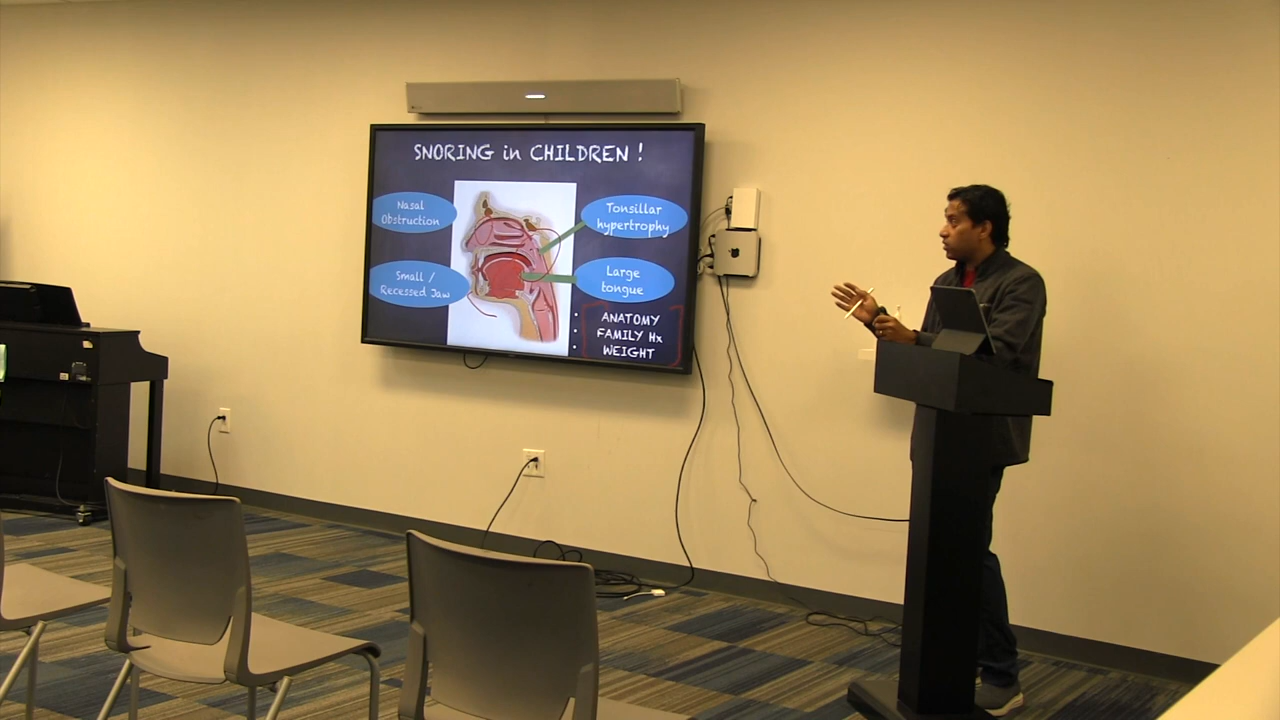 SNORING in CHILDREN !
Nasal
Obstruction
Tonsillar
hypertrophy
Small /
Recessed Jaw
Large
tongue
• ANATOMY
• FAMILY Hx
• WEIGHT